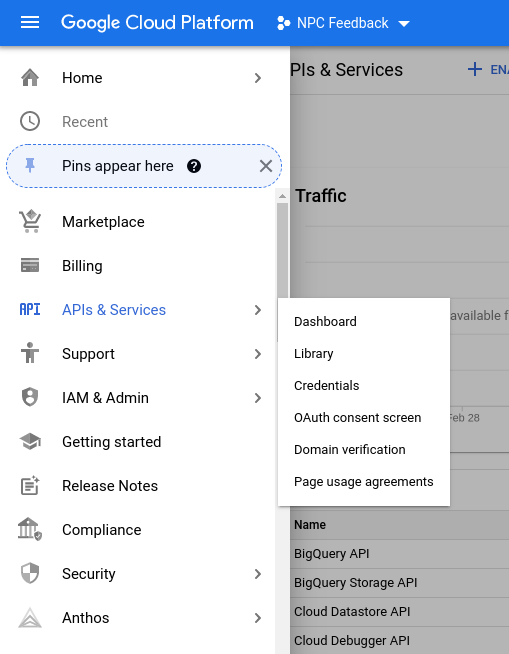 Google Cloud Platform
NPC Feedback
Home
Recent
Pins appear here
Marketplace
Billing
API APIs & Services
Support
IAM & Admin
Getting started
Release Notes
Compliance
Security
Anthos
PIs & Services
ENA
Traffic
available f
Feb 28
Dashboard
Library
Credentials
OAuth consent screen
Domain verification
Page usage agreements
Name
BigQuery API
BigQuery Storage API
Cloud Datastore API
Cloud Debugger API